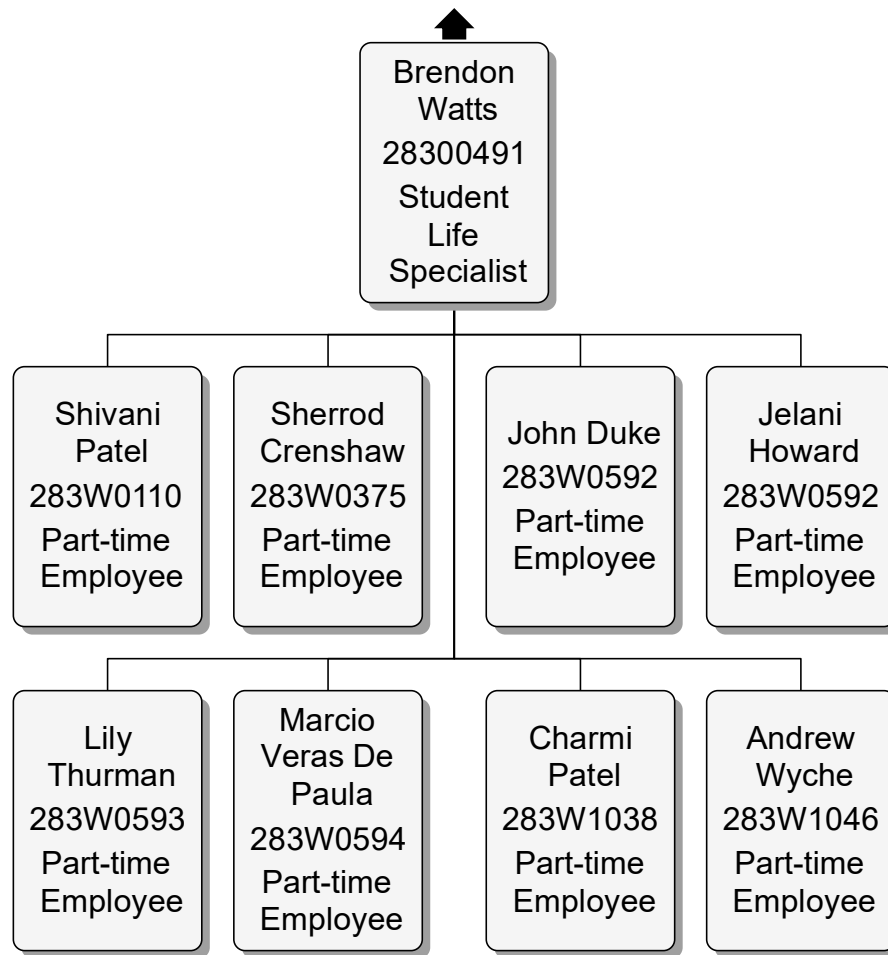 Brendon
Watts
28300491
Student
Life
Specialist
Shivani
Patel
283W0110
Part-time
Employee
Sherrod
Crenshaw
283W0375
Part-time
Employee
John Duke
283W0592
Part-time
Employee
Jelani
Howard
283W0592
Part-time
Employee
Lily
Thurman
283W0593
Part-time
Employee
Marcio
Veras De
Paula
283W0594
Part-time
Employee
Charmi
Patel
283W1038
Part-time
Employee
Andrew
Wyche
283W1046
Part-time
Employee